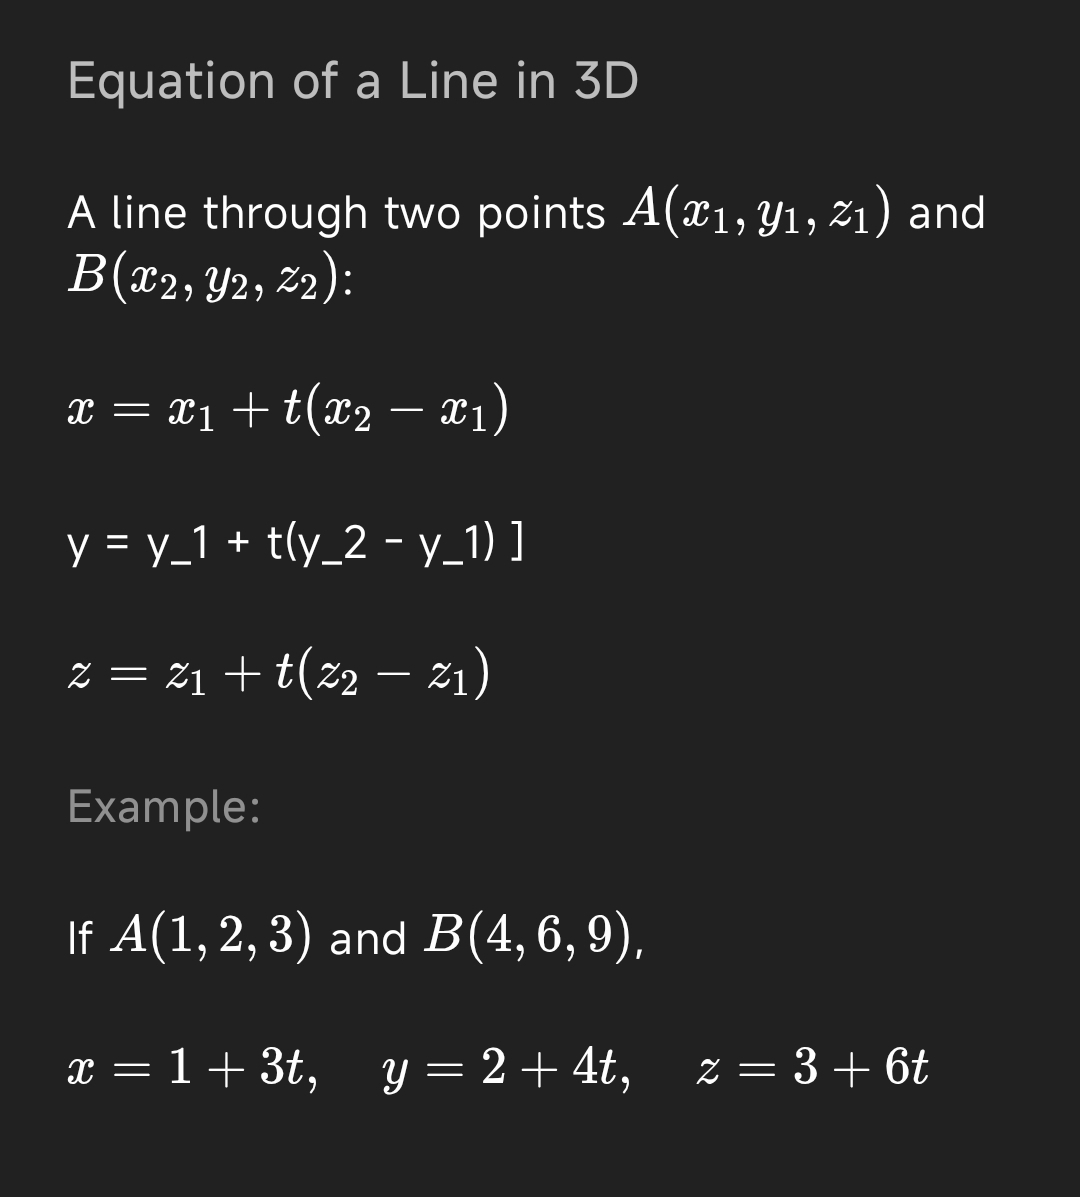 Equation of a Line in 3D
A line through two points A(x₁, y₁, z₁) and
B(x₂, y₂, z₂):
x = x₁ + t(x₂ − x₁)
y = y_1 + t(y_2 - y_1) ]
z = z₁ + t(z₂ − z₁)
Example:
If A(1, 2, 3) and B(4, 6, 9),
x = 1 + 3t, y = 2 + 4t, z = 3 + 6t